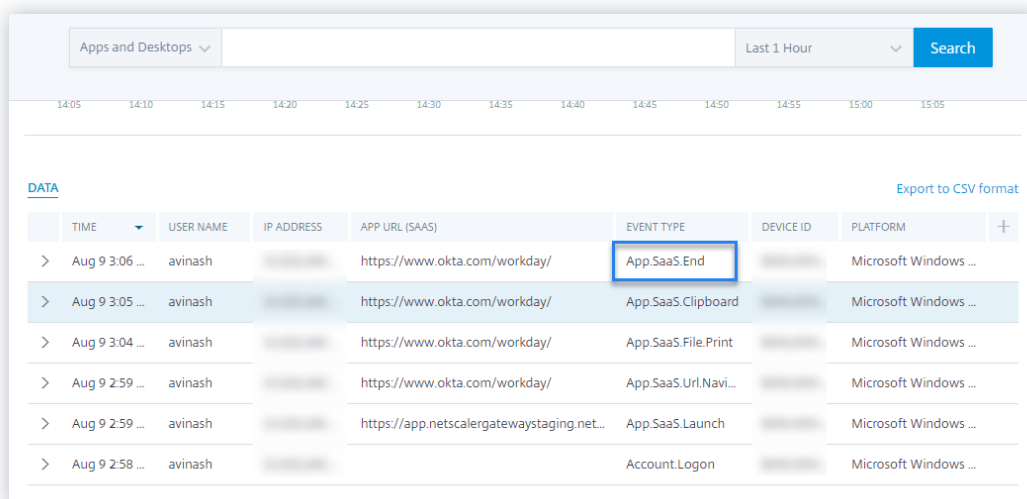 Apps and Desktops Last 1 Hour Search
14:05 14:10 14:15 14:20 14:25 14:30 14:35 14:40 14:45 14:50 14:55 15:00 15:05
DATA Export to CSV format
TIME USER NAME IP ADDRESS APP URL (SAAS) EVENT TYPE DEVICE ID PLATFORM +
Aug 9 3:06 ... avinash https://www.okta.com/workday/ App.SaaS.End Microsoft Windows ...
Aug 9 3:05 ... avinash https://www.okta.com/workday/ App.SaaS.Clipboard Microsoft Windows ...
Aug 9 3:04 ... avinash https://www.okta.com/workday/ App.SaaS.File.Print Microsoft Windows ...
Aug 9 2:59 ... avinash https://www.okta.com/workday/ App.SaaS.Url.Navi... Microsoft Windows ...
Aug 9 2:59 ... avinash https://app.netscalergatewaystaging.net... App.SaaS.Launch Microsoft Windows ...
Aug 9 2:58 ... avinash Account.Logon Microsoft Windows ...